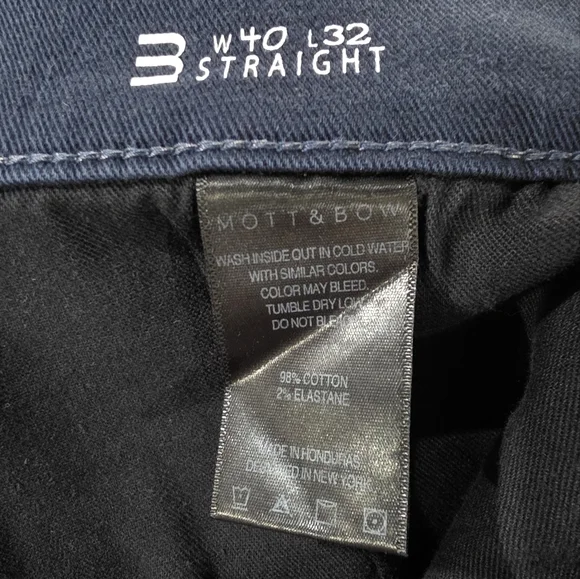 W40 L32
STRAIGHT
MOTT & BOW
WASH INSIDE OUT IN COLD WATER
WITH SIMILAR COLORS.
COLOR MAY BLEED.
TUMBLE DRY LOW.
DO NOT BLEACH
98% COTTON
2% ELASTANE
MADE IN HONDURAS
DESIGNED IN NEW YORK